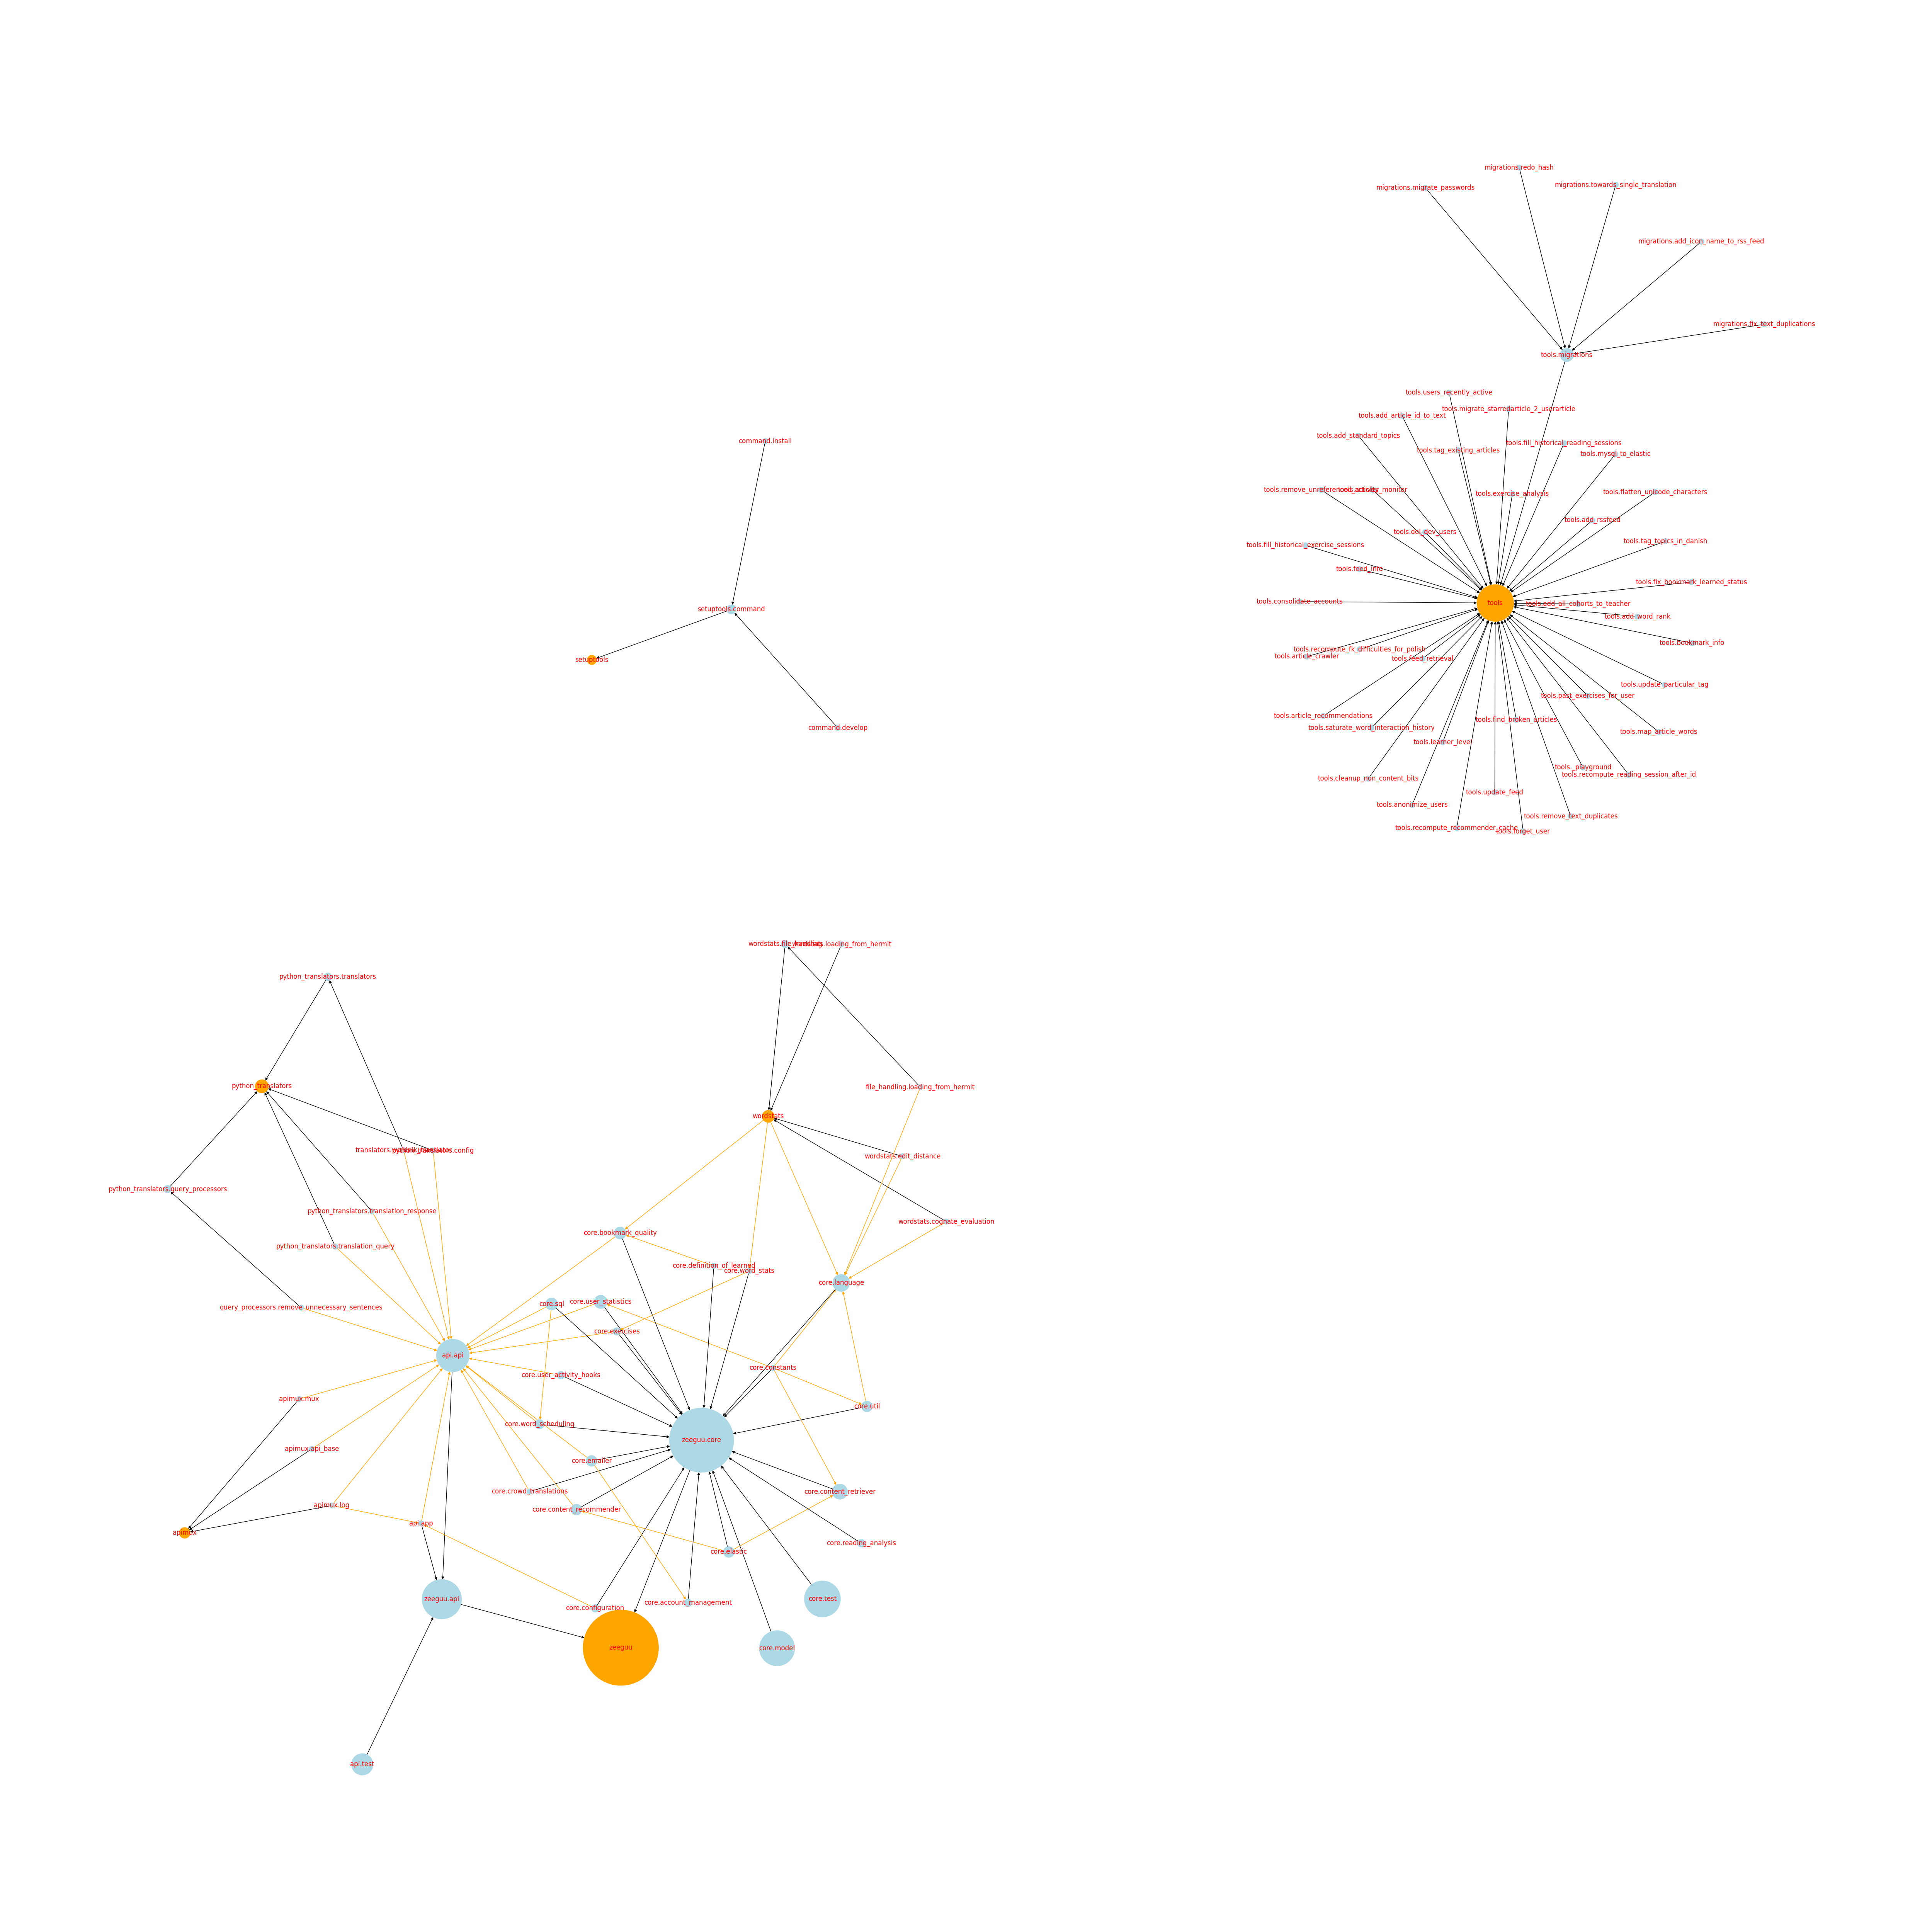 migrations.redo_hash
migrations.migrate_passwords
migrations.towards_single_translation
migrations.add_icon_name_to_rss_feed
migrations.fix_text_duplications
tools.migrations
tools.users_recently_active
tools.migrate_starredarticle_2_userarticle
tools.add_article_id_to_text
tools.add_standard_topics
command.install
tools.fill_historical_reading_sessions
tools.tag_existing_articles
tools.mysql_to_elastic
tools.activity_monitor
tools.exercise_analysis
tools.flatten_unicode_characters
tools.add_rssfeed
tools.del_dev_users
tools.tag_topics_in_danish
tools.fill_historical_exercise_sessions
tools.feed_info
tools.fix_bookmark_learned_status
tools.consolidate_accounts
tools
tools.add_all_cohorts_to_teacher
setuptools.command
tools.add_word_rank
tools.bookmark_info
tools.recompute_fk_difficulties_for_polish
tools.article_crawler
tools.feed_retrieval
setuptools
tools.update_particular_tag
tools.past_exercises_for_user
tools.article_recommendations
tools.find_broken_articles
command.develop
tools.saturate_word_interaction_history
tools.map_article_words
tools.learner_level
tools._playground
tools.recompute_reading_session_after_id
tools.cleanup_non_content_bits
tools.update_feed
tools.anonimize_users
tools.remove_text_duplicates
tools.recompute_recommender_cache
tools.forget_user
wordstats.file_handling
wordstats.loading_from_hermit
python_translators.translators
python_translators
file_handling.loading_from_hermit
wordstats
python_translators.config
wordstats.edit_distance
python_translators.query_processors
python_translators.translation_response
wordstats.cognate_evaluation
core.bookmark_quality
python_translators.translation_query
core.definition_of_learned
core.word_stats
core.language
core.sql
core.user_statistics
query_processors.remove_unnecessary_sentences
core.exercises
api.api
core.constants
core.user_activity_hooks
apimux.mux
core.util
core.word_scheduling
zeeguu.core
apimux.api_base
core.emailer
core.crowd_translations
core.content_retriever
apimux.log
core.content_recommender
api.app
apimux
core.reading_analysis
core.elastic
zeeguu.api
core.test
core.account_management
core.configuration
zeeguu
core.model
api.test